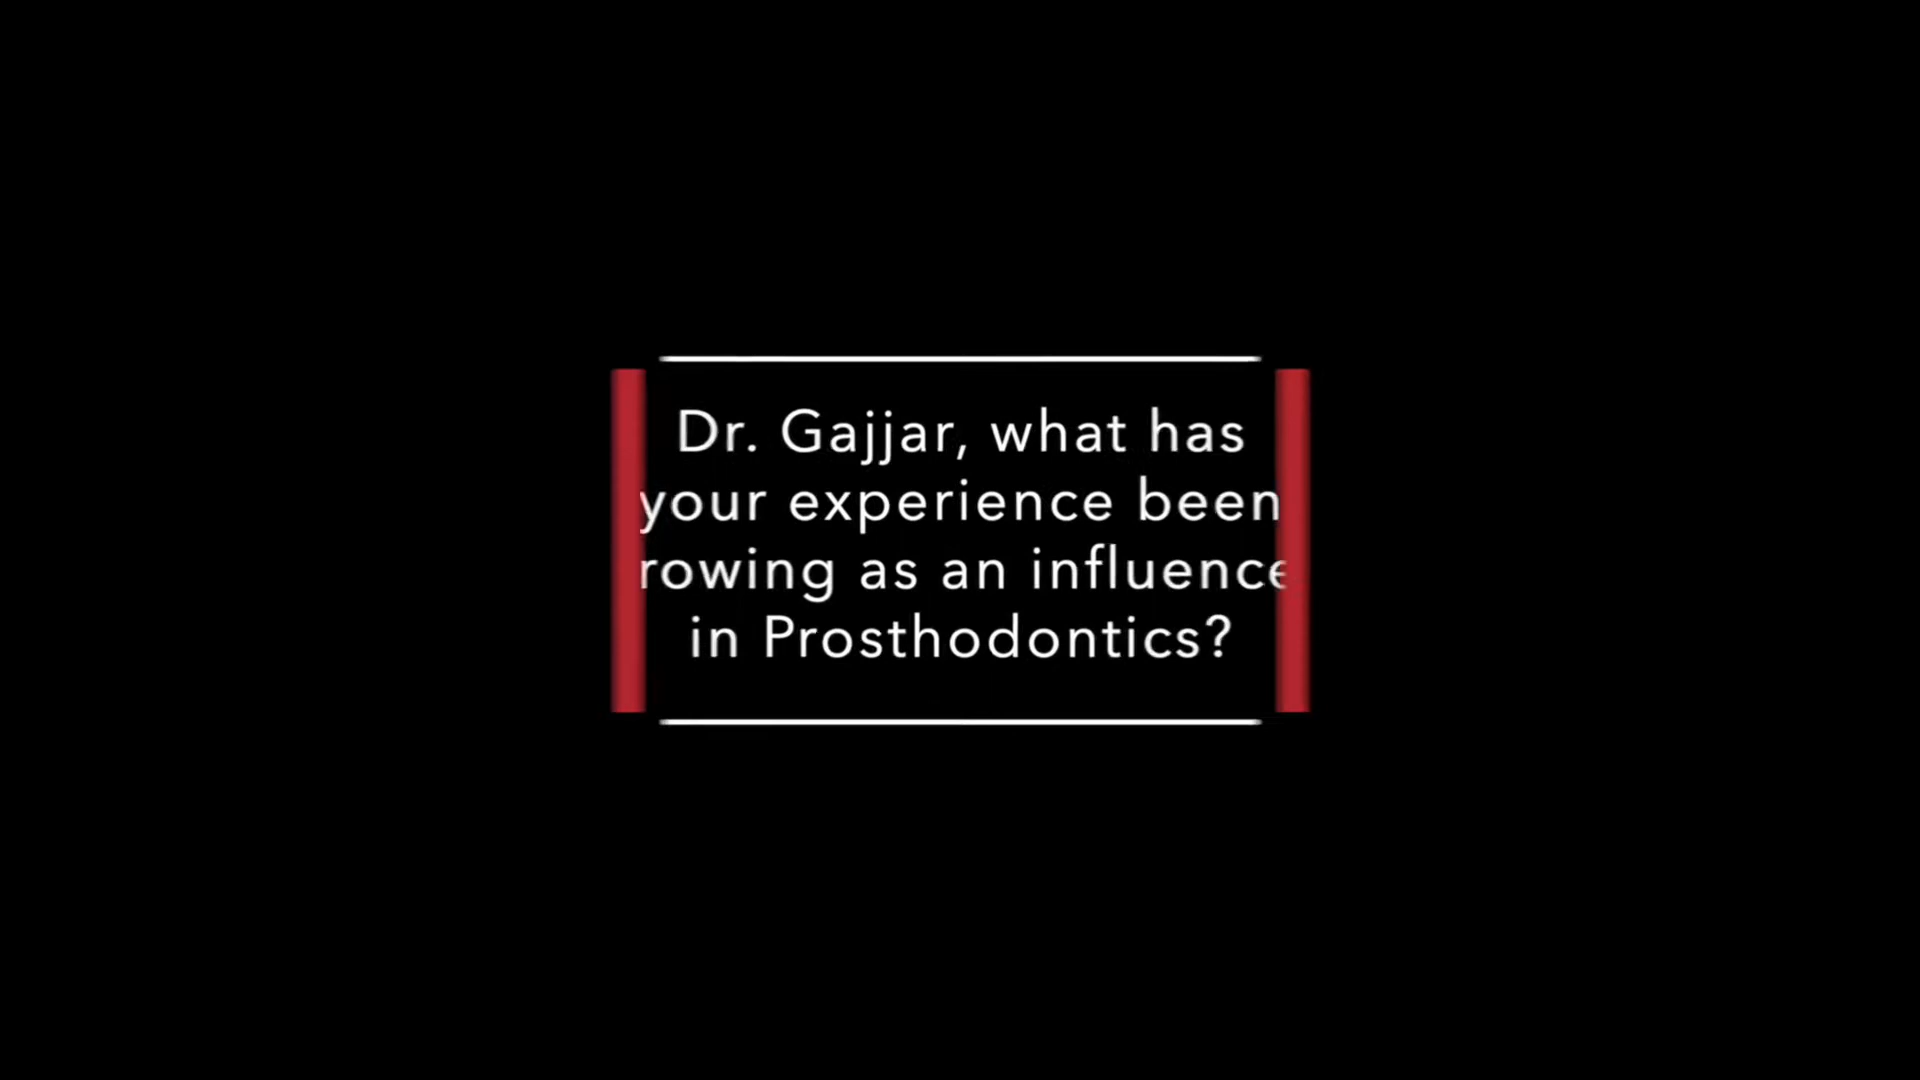 Dr. Gajjar, what has
your experience been
rowing as an influence
in Prosthodontics?